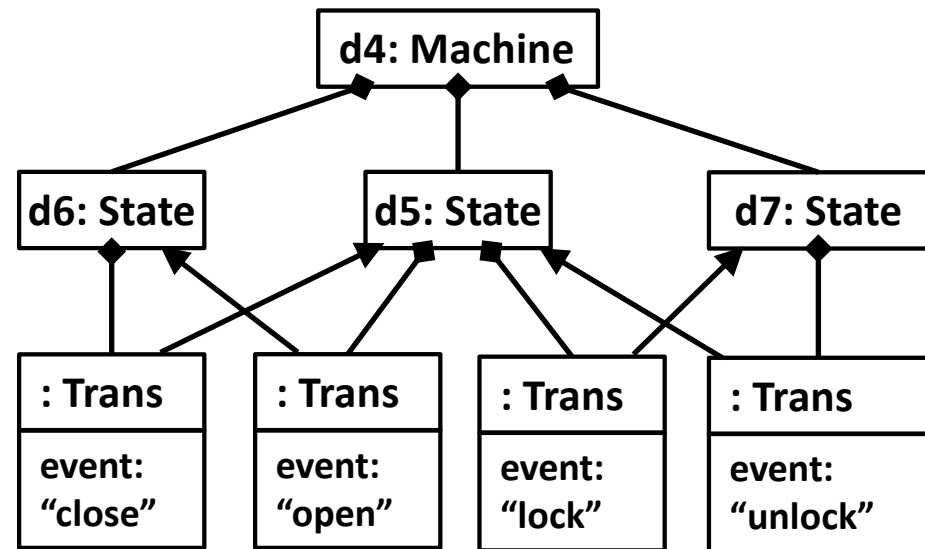 d4: Machine
d6: State
d5: State
d7: State
: Trans
: Trans
: Trans
: Trans
event:
“close”
event:
“open”
event:
“lock”
event:
“unlock”